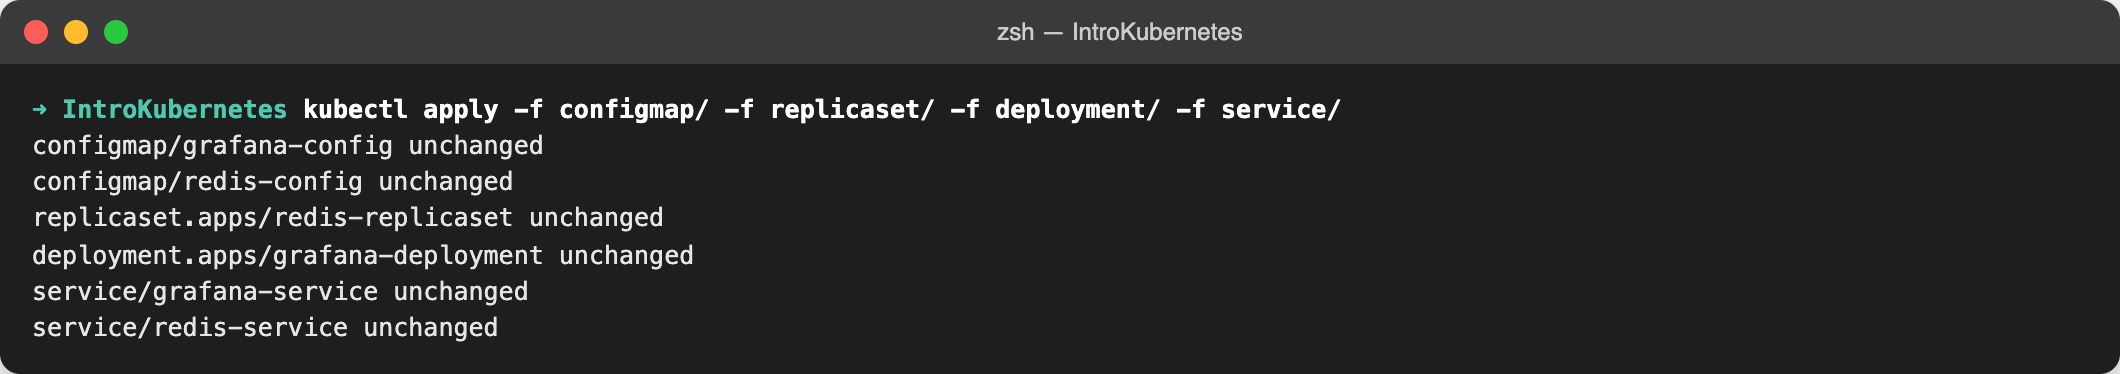 zsh — IntroKubernetes
➜ IntroKubernetes kubectl apply -f configmap/ -f replicaset/ -f deployment/ -f service/
configmap/grafana-config unchanged
configmap/redis-config unchanged
replicaset.apps/redis-replicaset unchanged
deployment.apps/grafana-deployment unchanged
service/grafana-service unchanged
service/redis-service unchanged